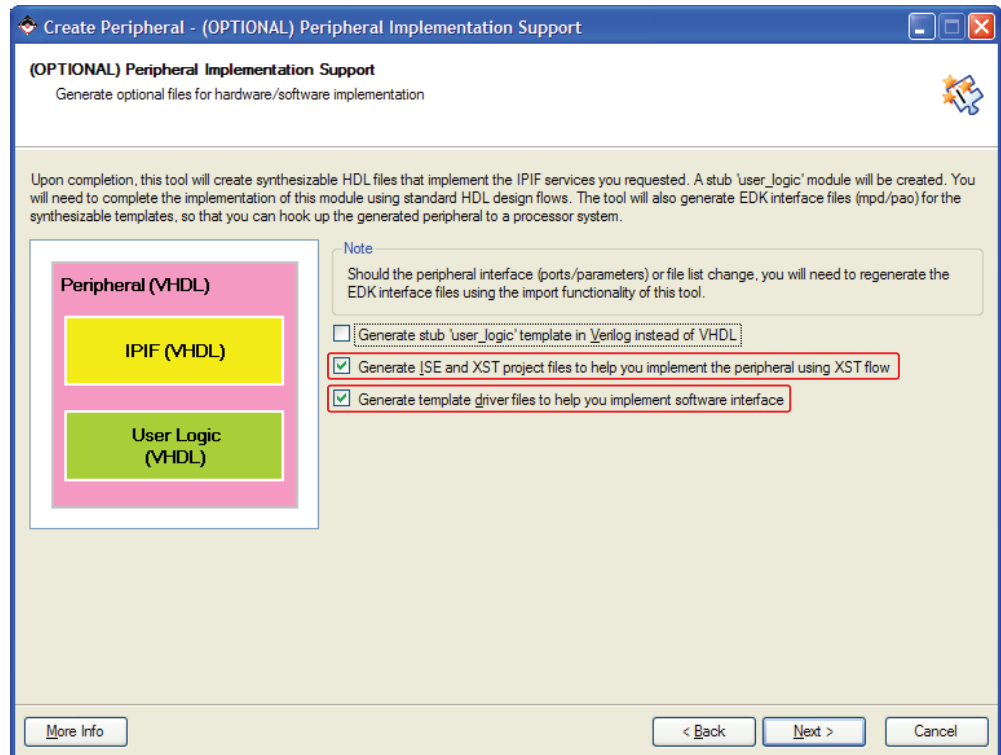 Create Peripheral - (OPTIONAL) Peripheral Implementation Support
(OPTIONAL) Peripheral Implementation Support
Generate optional files for hardware/software implementation
Upon completion, this tool will create synthesizable HDL files that implement the IPIF services you requested. A stub 'user_logic' module will be created. You
will need to complete the implementation of this module using standard HDL design flows. The tool will also generate EDK interface files (mpd/pao) for the
synthesizable templates, so that you can hook up the generated peripheral to a processor system.
Peripheral (VHDL)
IPIF (VHDL)
User Logic
(VHDL)
Note
Should the peripheral interface (ports/parameters) or file list change, you will need to regenerate the
EDK interface files using the import functionality of this tool.
Generate stub 'user_logic' template in Verilog instead of VHDL
Generate ISE and XST project files to help you implement the peripheral using XST flow
Generate template driver files to help you implement software interface
More Info
< Back
Next >
Cancel